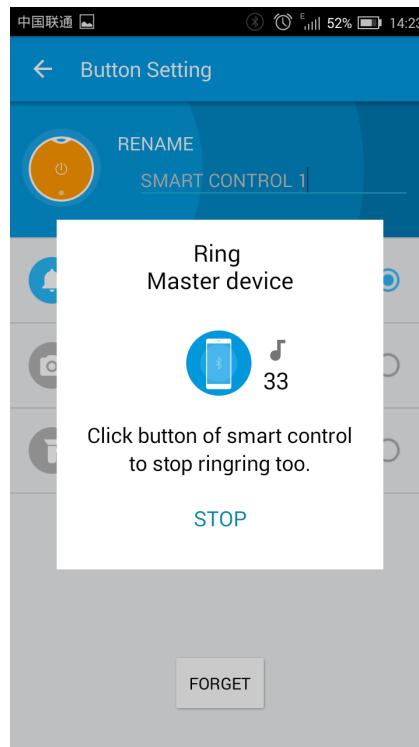 中国联通 E 52% 14:23
Button Setting
RENAME
SMART CONTROL 1
Ring
Master device
33
Click button of smart control
to stop ringring too.
STOP
FORGET